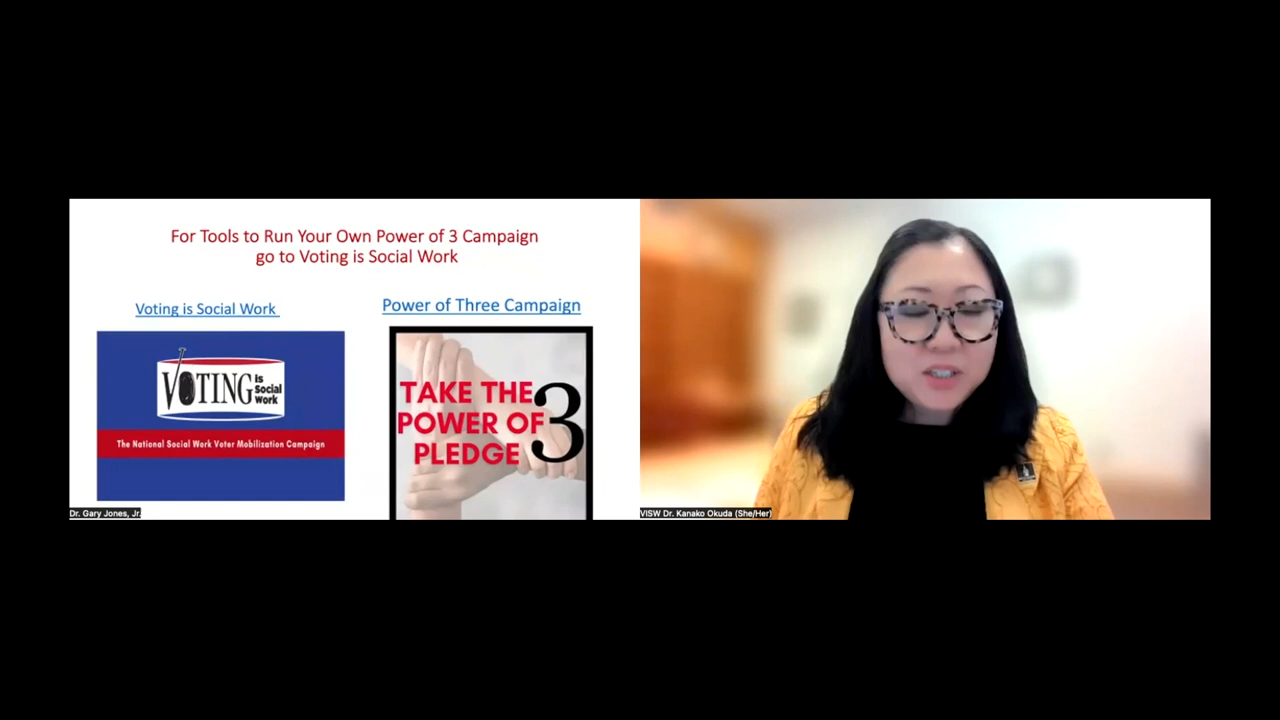 For Tools to Run Your Own Power of 3 Campaign
go to Voting is Social Work
Voting is Social Work
Power of Three Campaign
VOTING is
Social
Work
The National Social Work Voter Mobilization Campaign
TAKE THE
POWER OF 3
PLEDGE
Dr. Gary Jones, Jr.
VISW Dr. Kanako Okuda (She/Her)